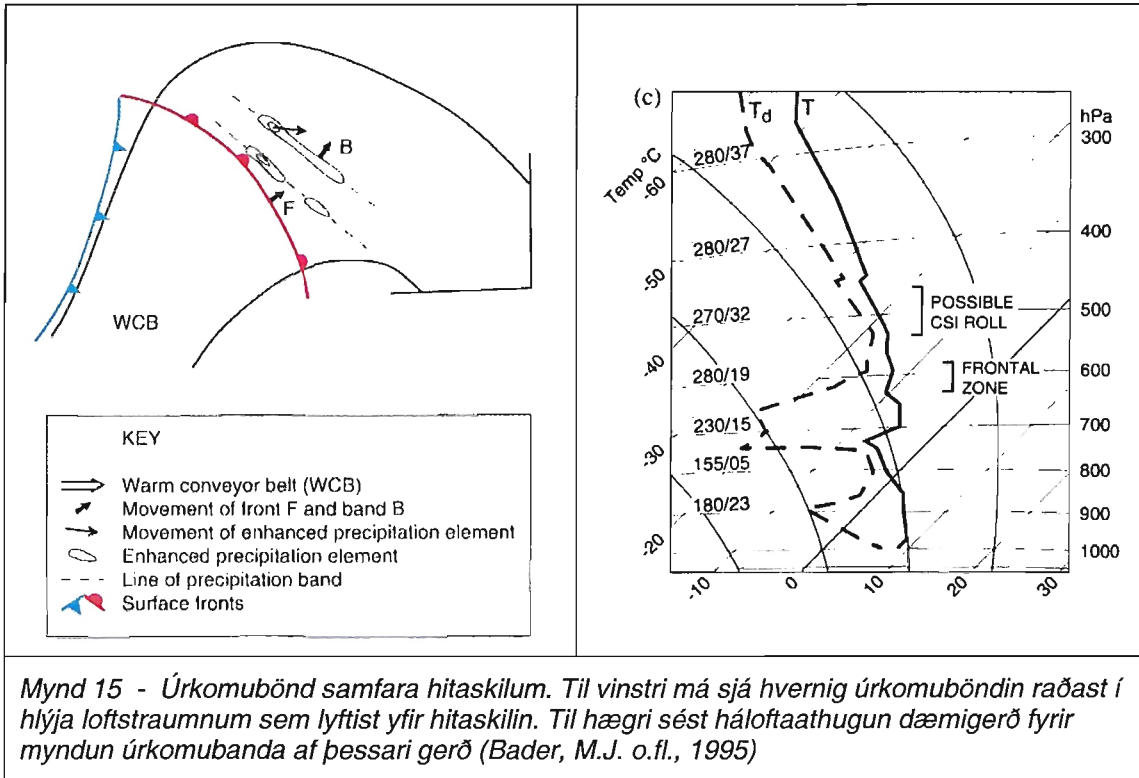 B
F
WCB
KEY
Warm conveyor belt (WCB)
Movement of front F and band B
Movement of enhanced precipitation element
Enhanced precipitation element
Line of precipitation band
Surface fronts
(c)
Td
T
hPa
Temp °C
280/37
280/27
270/32
280/19
230/15
155/05
180/23
-60
-50
-40
-30
-20
300
400
500
600
700
800
900
1000
POSSIBLE
CSI ROLL
FRONTAL
ZONE
-10
0
10
20
30
Mynd 15 - Úrkomubönd samfara hitaskilum. Til vinstri má sjá hvernig úrkomuböndin raðast í
hlýja loftstraumnum sem lyftist yfir hitaskilin. Til hægri sést háloftaathugun dæmigerð fyrir
myndun úrkomubanda af þessari gerð (Bader, M.J. o.fl., 1995)